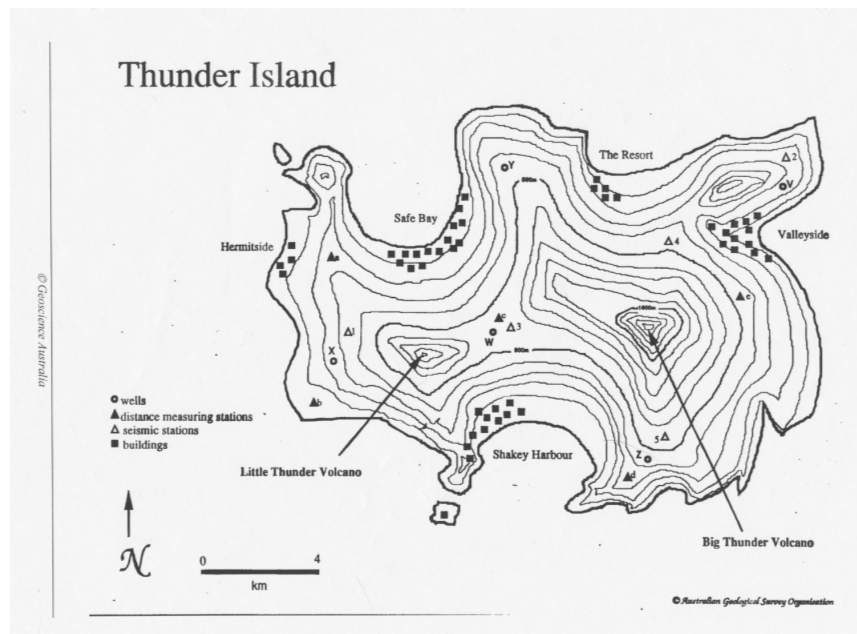 Thunder Island
The Resort
2
Y
V
500m
Safe Bay
Hermitside
4
Valleyside
a
e
© Geoscience Australia
1000m
c
3
1
W
X
500m
wells
b
distance measuring stations
seismic stations
buildings
5
Z
Shakey Harbour
d
Little Thunder Volcano
Big Thunder Volcano
N
0 4
km
© Australian Geological Survey Organisation